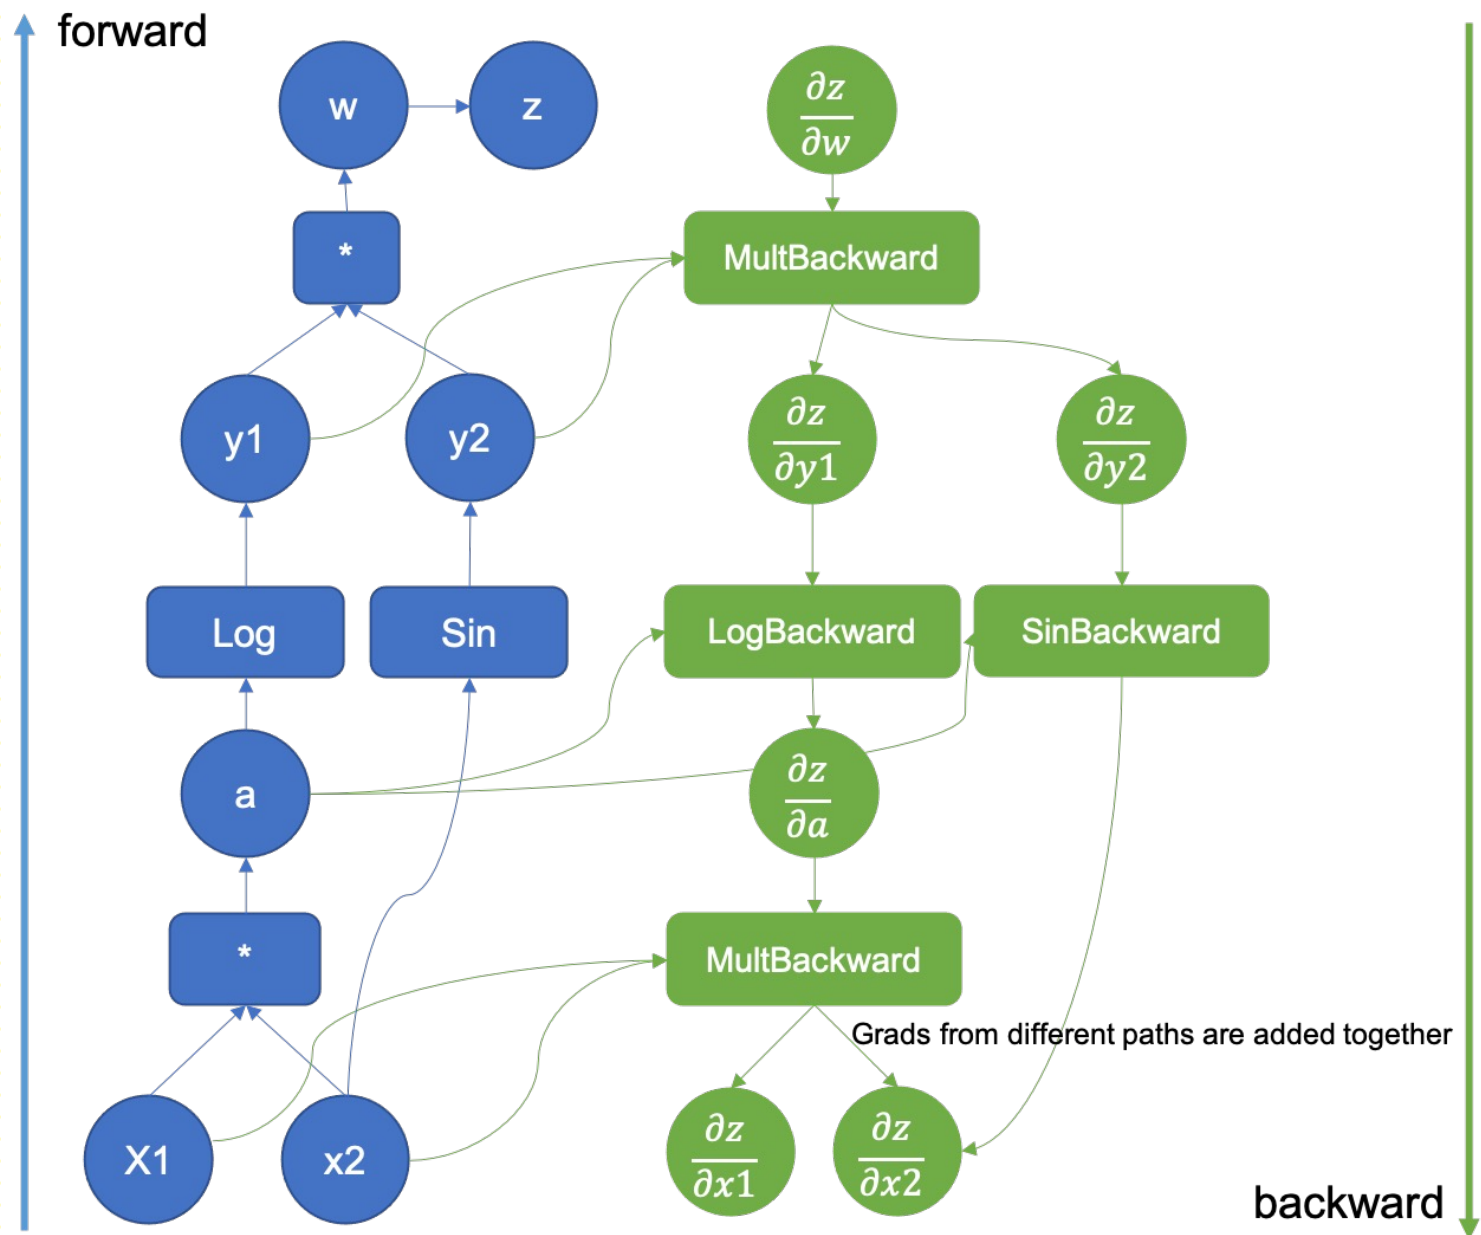 forward
w
z
∂z
∂w
*
MultBackward
y1
y2
∂z
∂y1
∂z
∂y2
Log
Sin
LogBackward
SinBackward
a
∂z
∂a
*
MultBackward
Grads from different paths are added together
X1
x2
∂z
∂x1
∂z
∂x2
backward